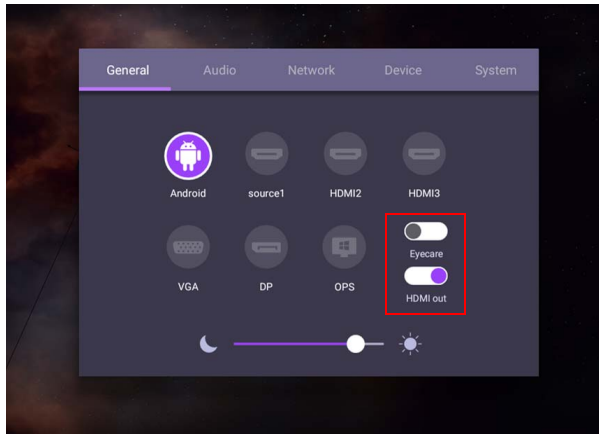 General Audio Network Device System
Android source1 HDMI2 HDMI3
Eyecare
VGA DP OPS
HDMI out